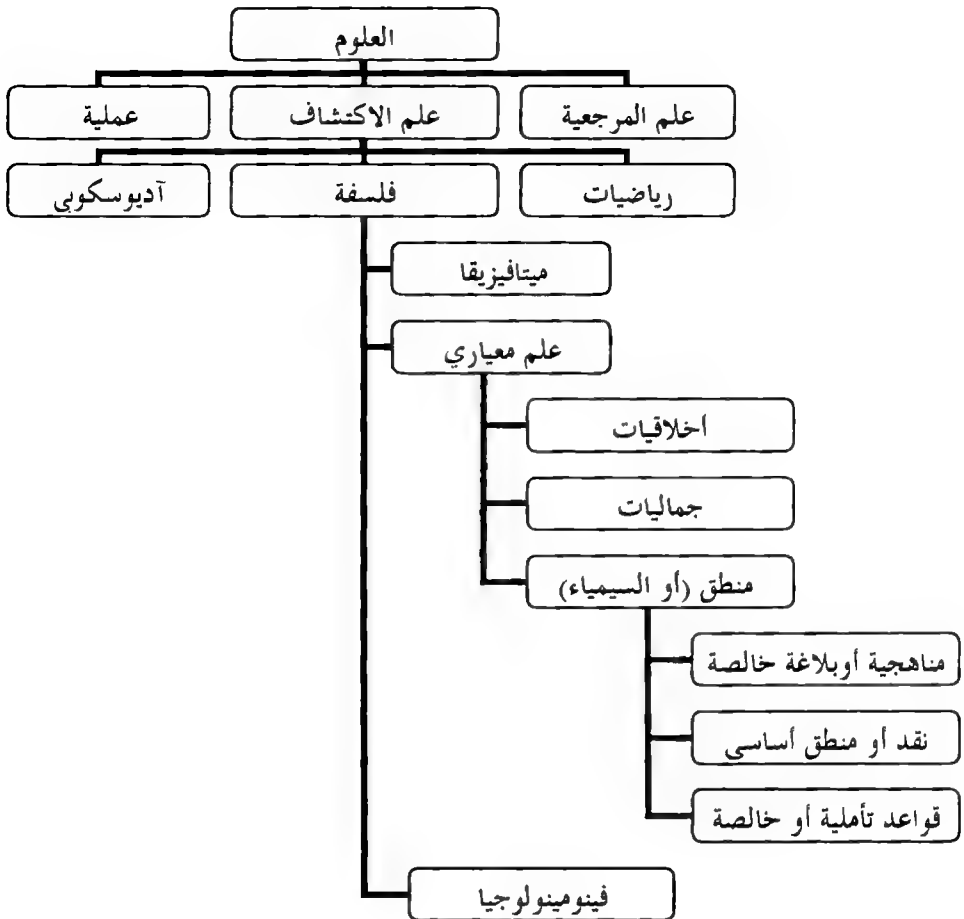 العلوم
علم المرجعية
علم الاكتشاف
عملية
رياضيات
فلسفة
آديوسكوبي
ميتافيزيقا
علم معياري
أخلاقيات
جماليات
منطق (أو السيمياء)
مناهجية أوبلاغة خالصة
نقد أو منطق أساسي
قواعد تأملية أو خالصة
فينومينولوجيا